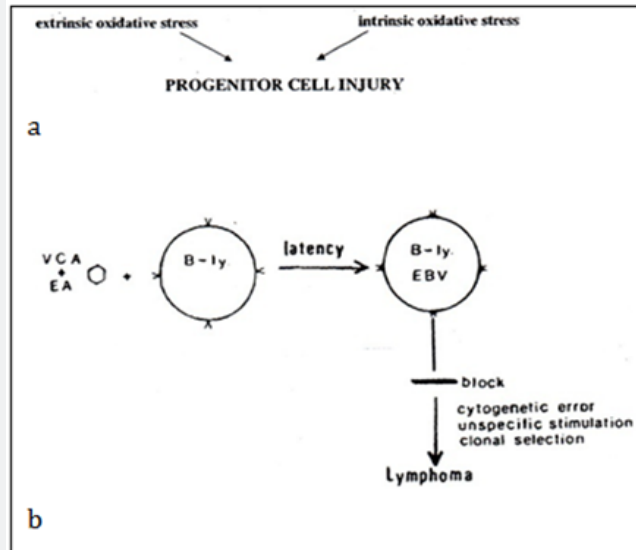 extrinsic oxidative stress
intrinsic oxidative stress
PROGENITOR CELL INJURY
a
VCA
+
EA
+
B-ly.
latency
B-ly.
EBV
block
cytogenetic error
unspecific stimulation
clonal selection
Lymphoma
b